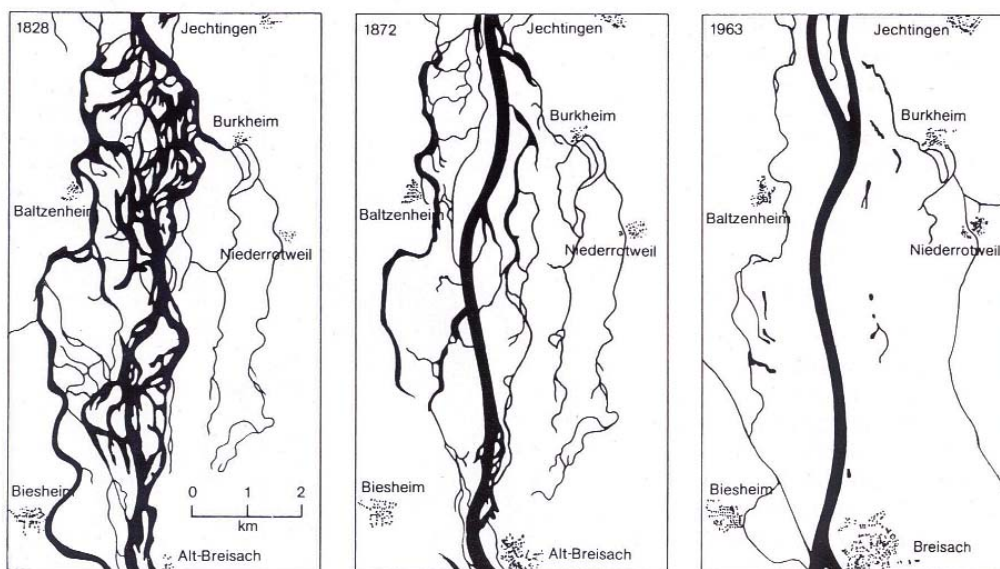 1828
Jechtingen
Burkheim
Baltzenheim
Niederrotweil
Biesheim
0 1 2
km
Alt-Breisach
1872
Jechtingen
Burkheim
Baltzenheim
Niederrotweil
Biesheim
Alt-Breisach
1963
Jechtingen
Burkheim
Baltzenheim
Niederrotweil
Biesheim
Breisach